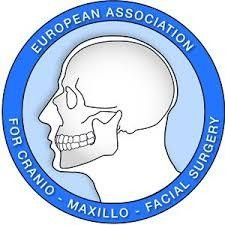 EUROPEAN ASSOCIATION
FOR CRANIO - MAXILLO - FACIAL SURGERY